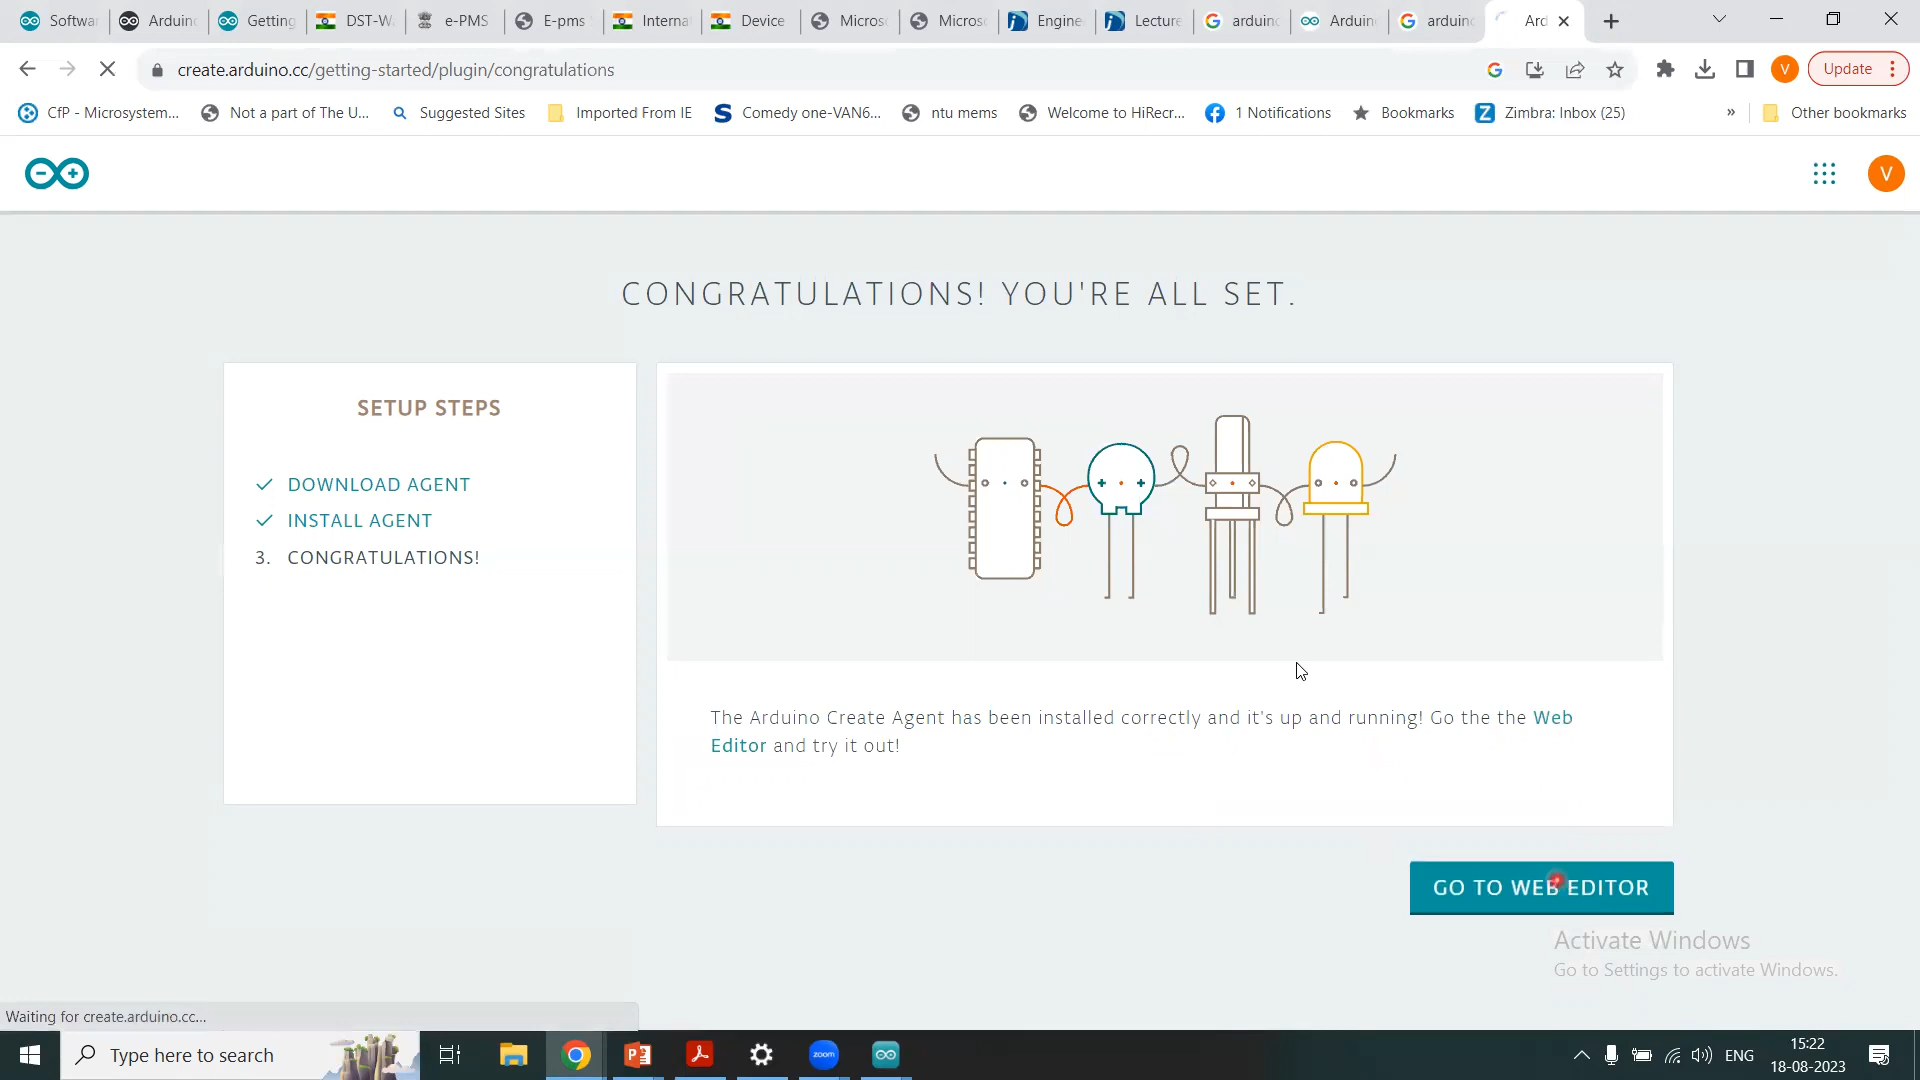 Softwa
Arduin
Getting
DST-W
e-PMS
E-pms
Interna
Device
Micros
Micros
Engine
Lecture
arduin
Arduin
arduin
Ard
create.arduino.cc/getting-started/plugin/congratulations
V
Update
CfP - Microsystem...
Not a part of The U...
Suggested Sites
Imported From IE
Comedy one-VAN6...
ntu mems
Welcome to HiRecr...
1 Notifications
Bookmarks
Zimbra: Inbox (25)
»
Other bookmarks
V
CONGRATULATIONS! YOU'RE ALL SET.
SETUP STEPS
DOWNLOAD AGENT
INSTALL AGENT
3. CONGRATULATIONS!
The Arduino Create Agent has been installed correctly and it's up and running! Go the the Web
Editor and try it out!
GO TO WEB EDITOR
Activate Windows
Go to Settings to activate Windows.
Waiting for create.arduino.cc...
Type here to search
zoom
ENG
15:22
18-08-2023